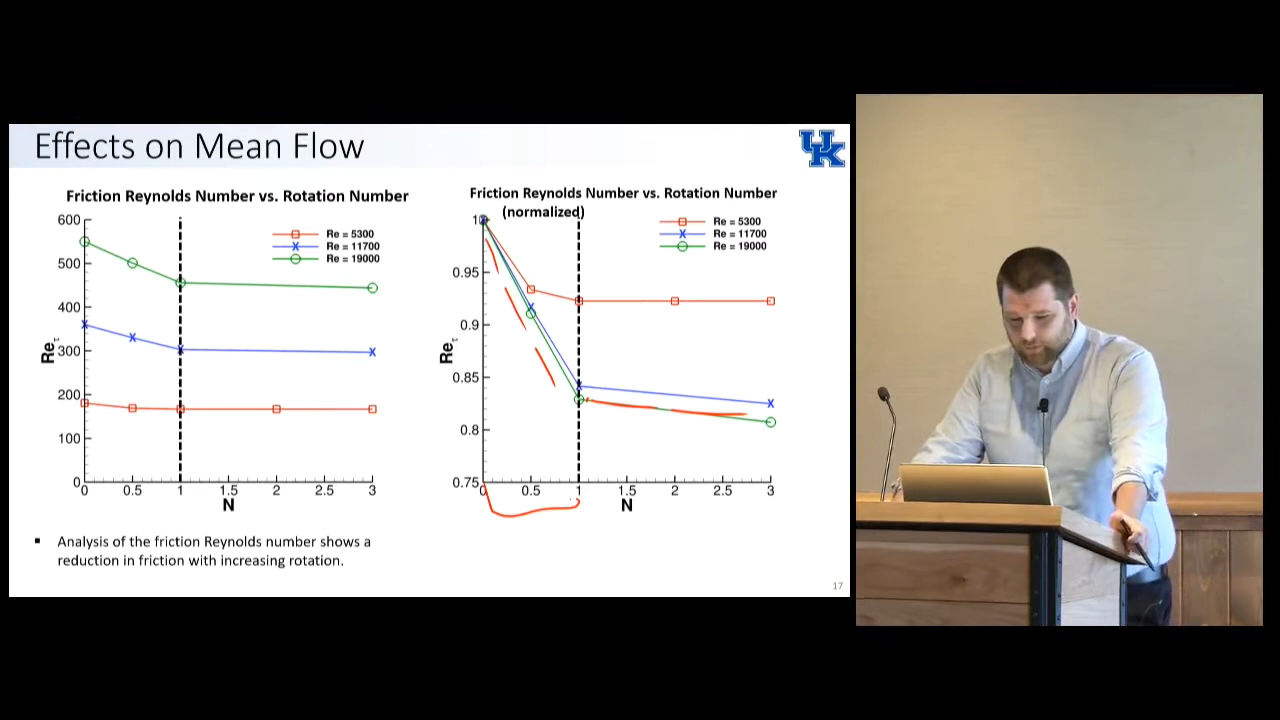 Effects on Mean Flow
UK
Friction Reynolds Number vs. Rotation Number
600
500
400
300
200
100
0
Reτ
0 0.5 1 1.5 2 2.5 3
N
Re = 5300
Re = 11700
Re = 19000
Friction Reynolds Number vs. Rotation Number
(normalized)
1
0.95
0.9
0.85
0.8
0.75
Reτ
0 0.5 1 1.5 2 2.5 3
N
Re = 5300
Re = 11700
Re = 19000
▪ Analysis of the friction Reynolds number shows a
reduction in friction with increasing rotation.
17